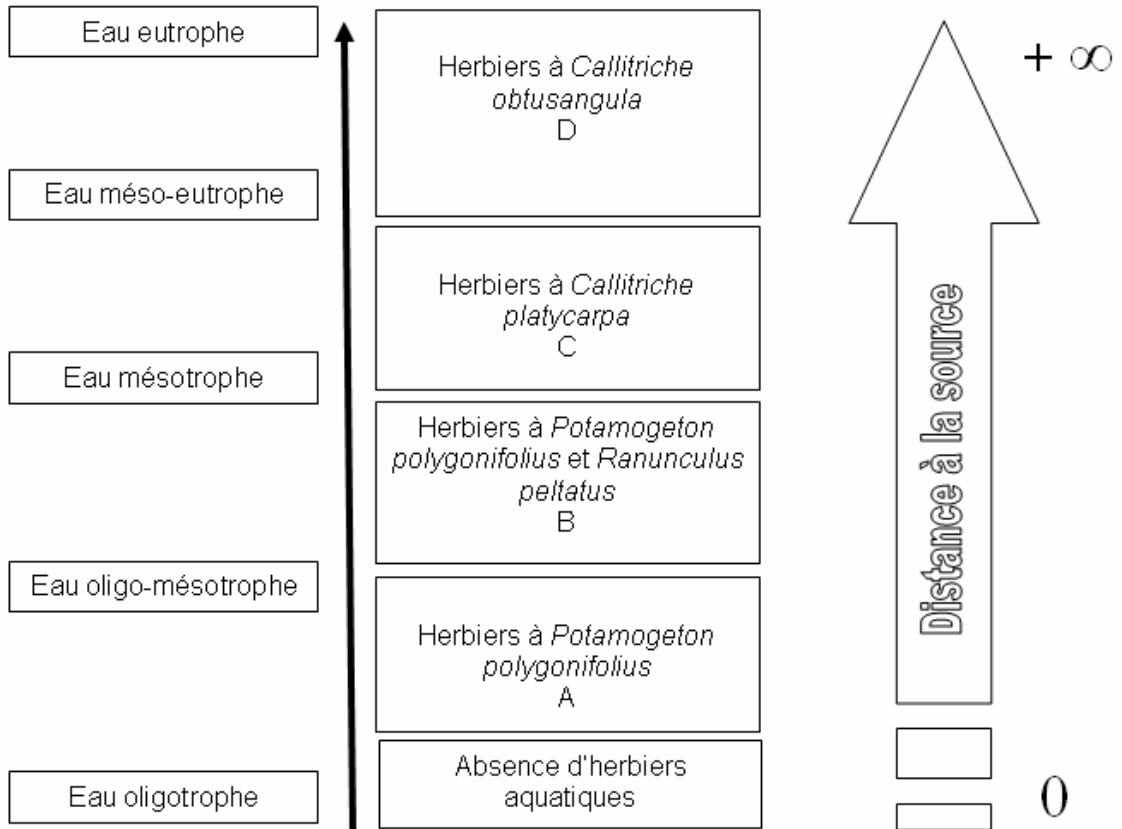 Eau eutrophe
Eau méso-eutrophe
Eau mésotrophe
Eau oligo-mésotrophe
Eau oligotrophe
Herbiers à Callitriche
obtusangula
D
Herbiers à Callitriche
platycarpa
C
Herbiers à Potamogeton
polygonifolius et Ranunculus
peltatus
B
Herbiers à Potamogeton
polygonifolius
A
Absence d'herbiers
aquatiques
+ ∞
Distance à la source
0